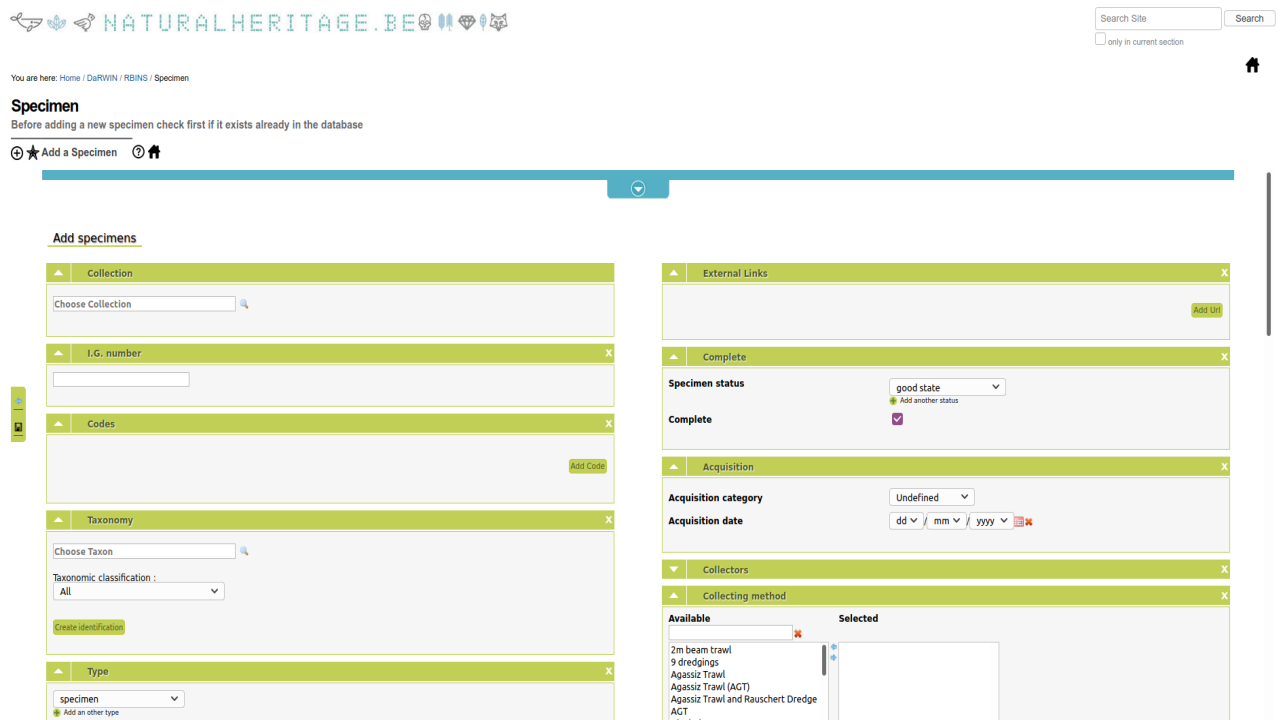 NATURALHERITAGE.BE
Search Site
Search
only in current section
You are here: Home / DaRWIN / RBINS / Specimen
Specimen
Before adding a new specimen check first if it exists already in the database
Add a Specimen
Add specimens
Collection
Choose Collection
I.G. number X
Codes X
Add Code
Taxonomy X
Choose Taxon
Taxonomic classification :
All
Create identification
Type X
specimen
Add an other type
External Links X
Add Url
Complete X
Specimen status
good state
Add another status
Complete
Acquisition X
Acquisition category
Undefined
Acquisition date
dd / mm / yyyy
Collectors X
Collecting method X
Available Selected
2m beam trawl
9 dredgings
Agassiz Trawl
Agassiz Trawl (AGT)
Agassiz Trawl and Rauschert Dredge
AGT